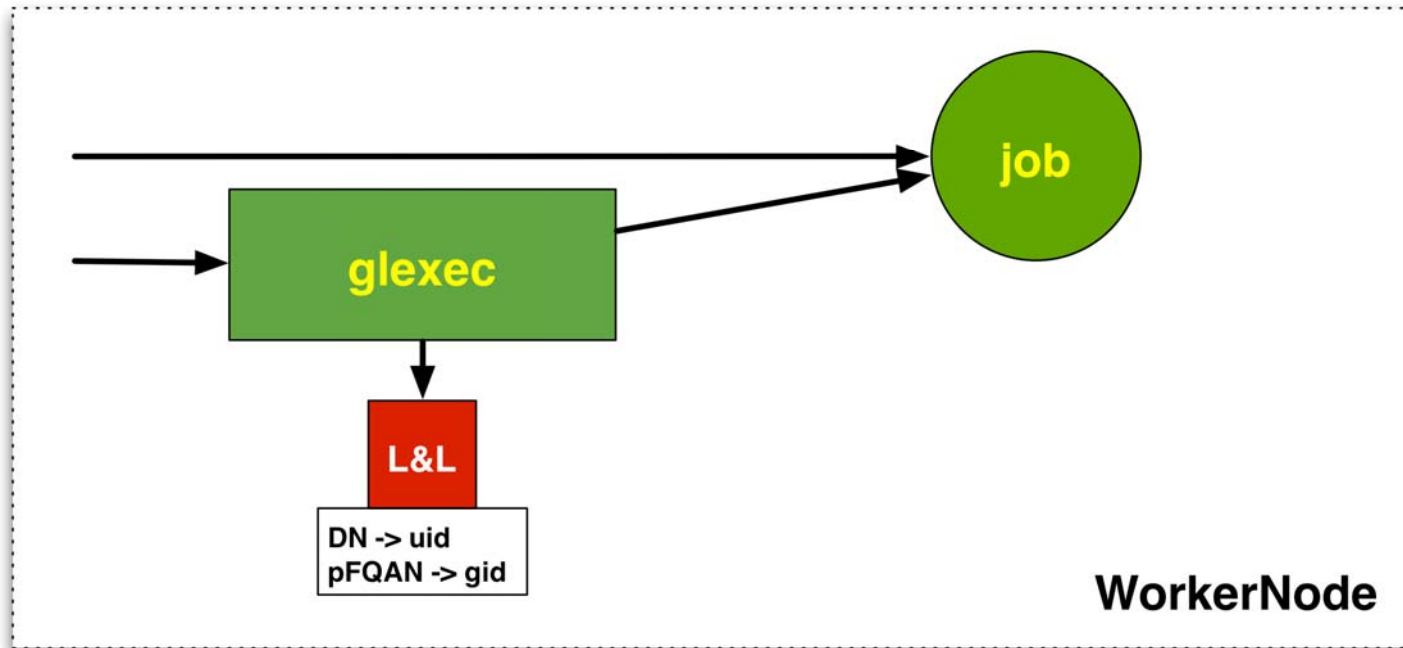 job
glexec
L&L
DN -> uid
pFQAN -> gid
WorkerNode